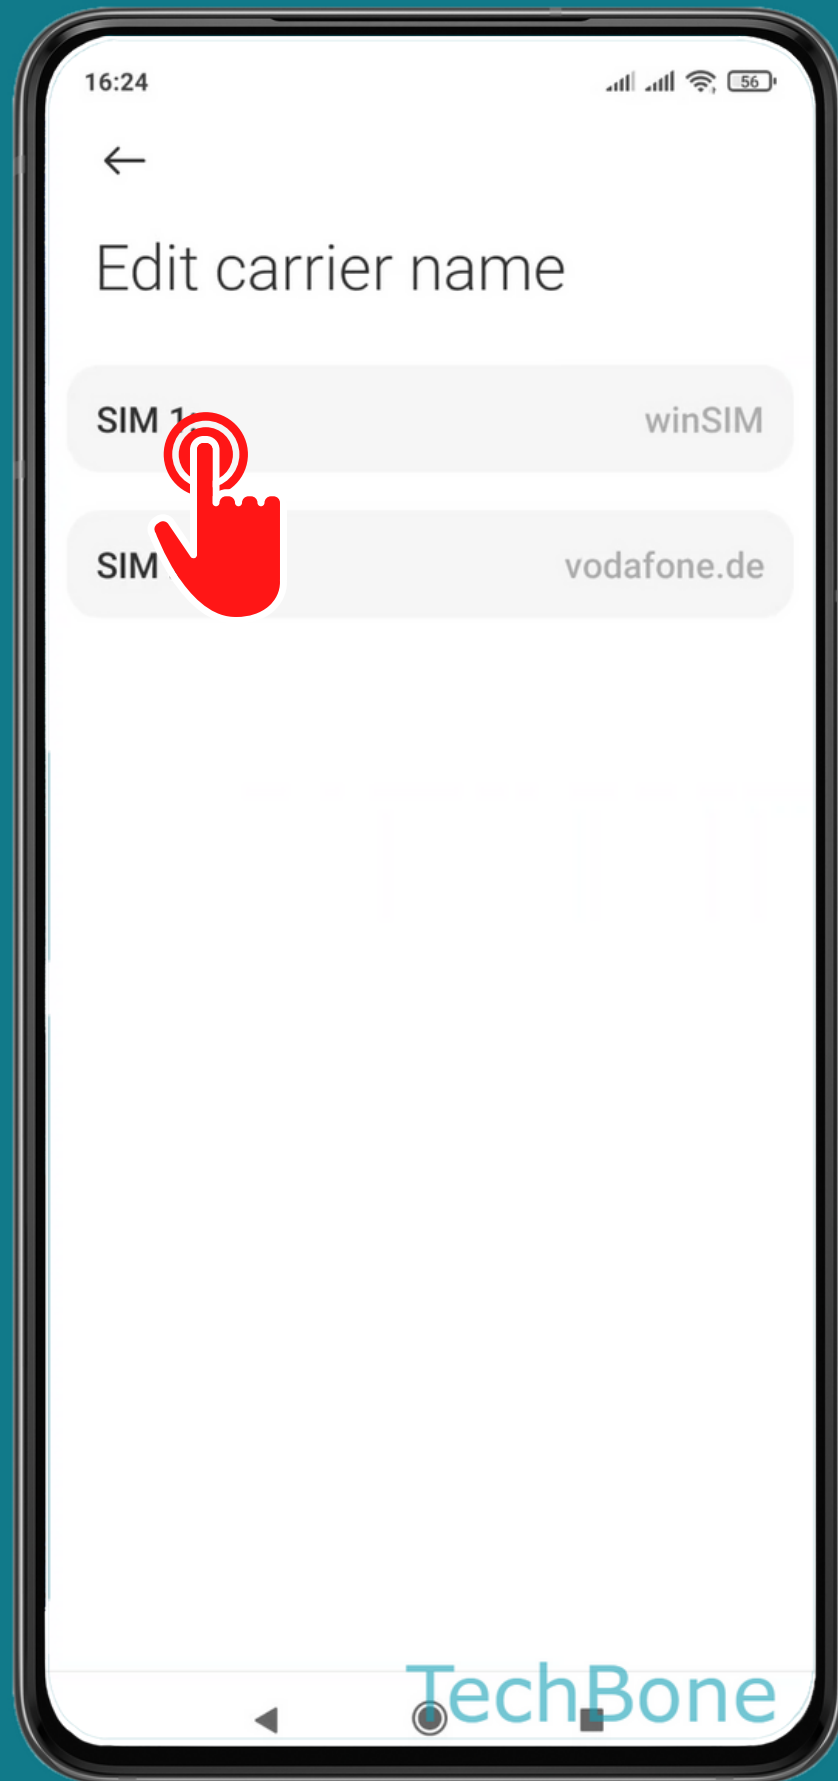 16:24 56
Edit carrier name
SIM 1: winSIM
SIM vodafone.de
TechBone